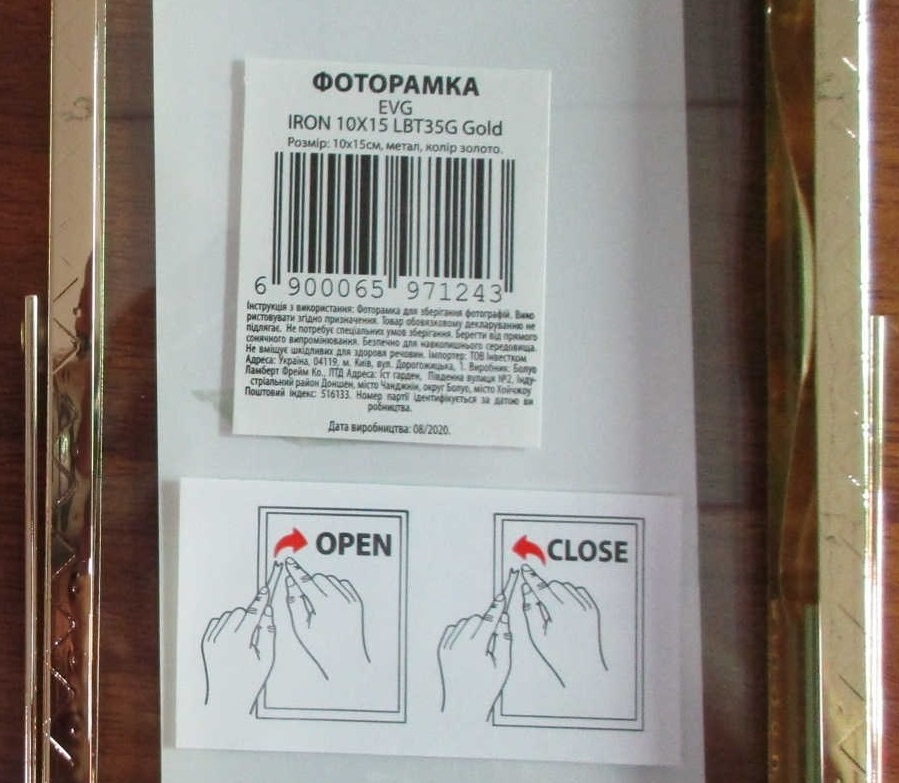 ФОТОРАМКА
EVG
IRON 10X15 LBT35G Gold
Розмір: 10х15см, метал, колір золото.
6 900065 971243
Інструкція з використання: Фоторамка для зберігання фотографій. Вико
ристовувати згідно призначення. Товар обовязковому декларуванню не
підлягає. Не потребує спеціальних умов зберігання. Берегти від прямого
сонячного випромінювання. Безпечно для навколишнього середовища.
Не вміщує шкідливих для здоровя речовин. Імпортер: ТОВ Інвестком
Адреса: Україна, 04119, м. Київ, вул. Дорогожицька, 1. Виробник: Болуо
Ламберт Фрейм Ко., ЛТД Адреса: Іст гарден, Південна вулиця №2, Інду-
стріальний район Доншен, місто Чанджнін, округ Болуо, місто Хойчжоу
Поштовий індекс: 516133. Номер партії ідентифікується за датою ви
робництва.
Дата виробництва: 08/2020.
OPEN
CLOSE